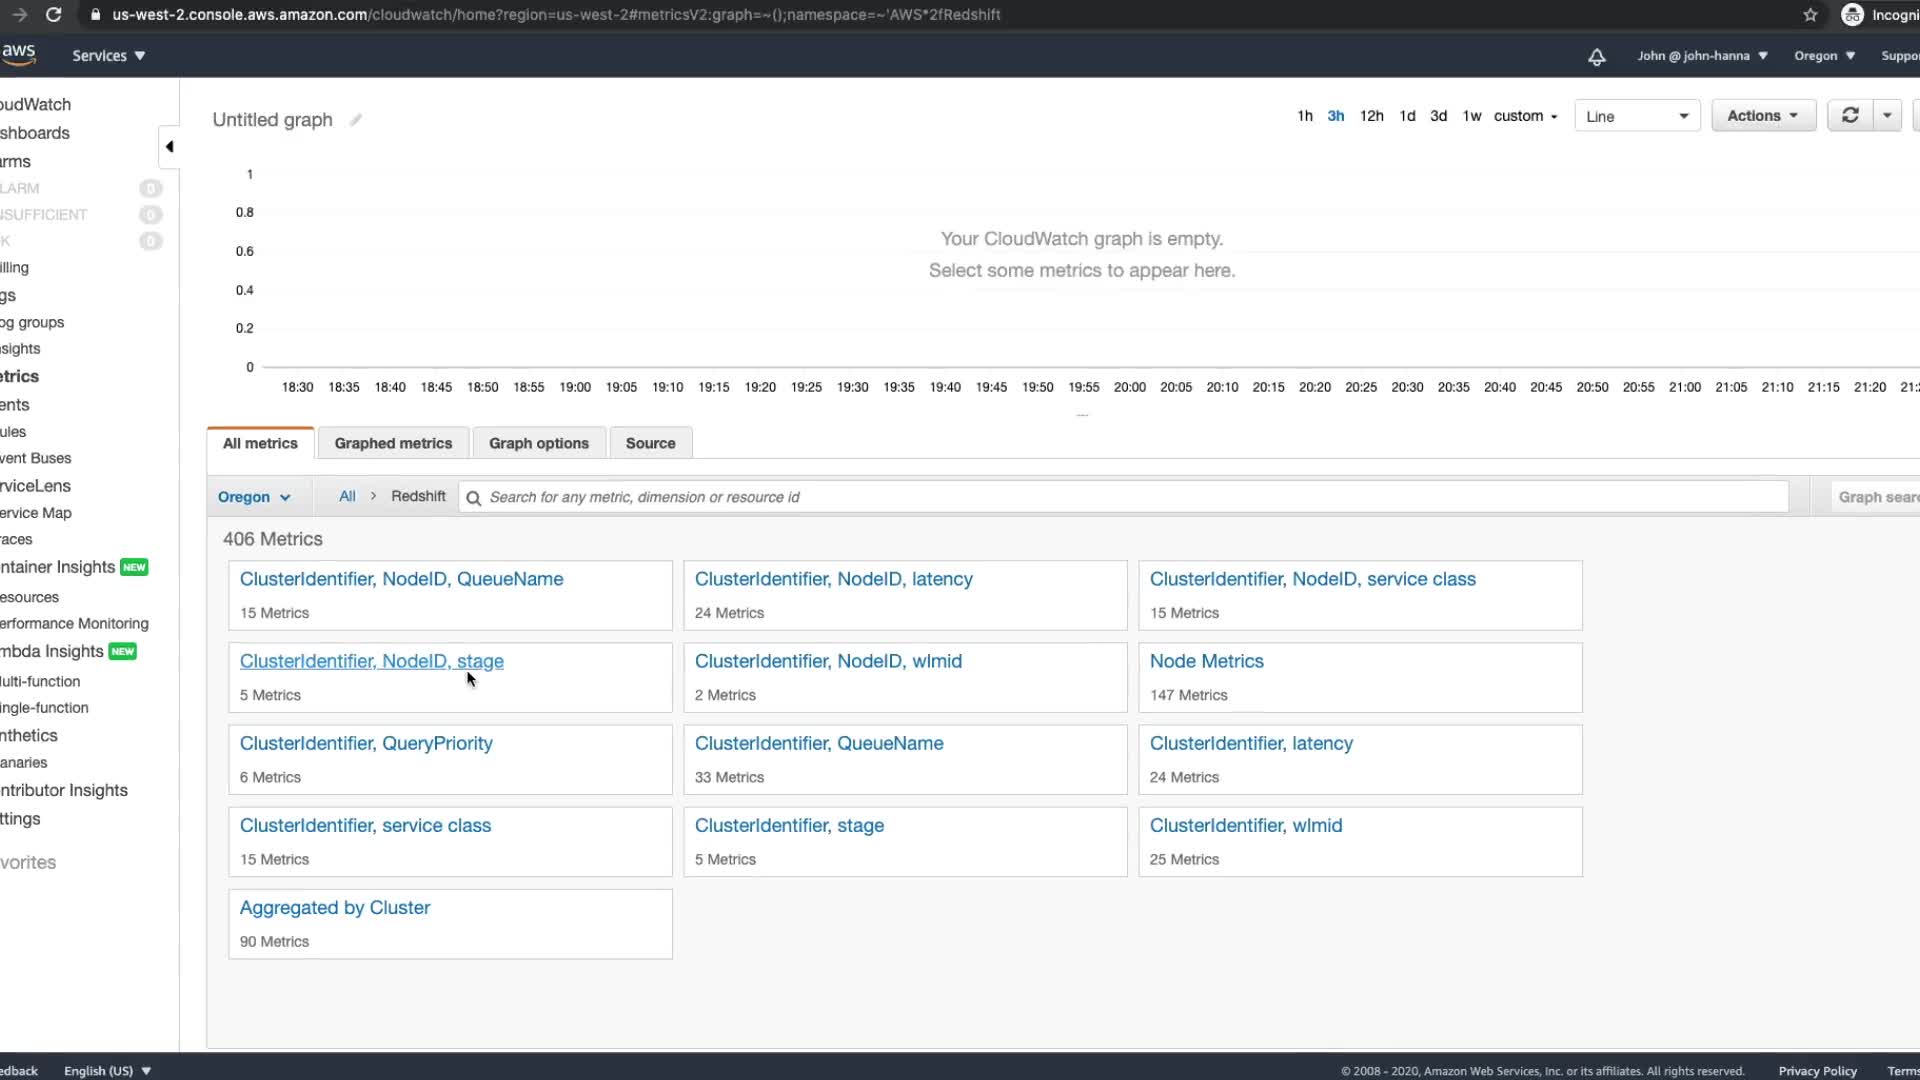 us-west-2.console.aws.amazon.com/cloudwatch/home?region=us-west-2#metricsV2:graph=~();namespace=~'AWS*2fRedshift
Incogni
aws
Services
John @ john-hanna
Oregon
Suppo
oudWatch
shboards
arms
LARM
0
NSUFFICIENT
0
K
0
illing
gs
og groups
sights
etrics
ents
ules
vent Buses
rviceLens
ervice Map
races
ntainer Insights NEW
esources
erformance Monitoring
mbda Insights NEW
ulti-function
ingle-function
nthetics
anaries
ntributor Insights
ttings
vorites
Untitled graph
1h 3h 12h 1d 3d 1w custom
Line
Actions
1
0.8
0.6
0.4
0.2
0
Your CloudWatch graph is empty.
Select some metrics to appear here.
18:30 18:35 18:40 18:45 18:50 18:55 19:00 19:05 19:10 19:15 19:20 19:25 19:30 19:35 19:40 19:45 19:50 19:55 20:00 20:05 20:10 20:15 20:20 20:25 20:30 20:35 20:40 20:45 20:50 20:55 21:00 21:05 21:10 21:15 21:20 21:2
All metrics
Graphed metrics
Graph options
Source
Oregon
All > Redshift
Search for any metric, dimension or resource id
Graph sear
406 Metrics
ClusterIdentifier, NodeID, QueueName
15 Metrics
ClusterIdentifier, NodeID, latency
24 Metrics
ClusterIdentifier, NodeID, service class
15 Metrics
ClusterIdentifier, NodeID, stage
5 Metrics
ClusterIdentifier, NodeID, wlmid
2 Metrics
Node Metrics
147 Metrics
ClusterIdentifier, QueryPriority
6 Metrics
ClusterIdentifier, QueueName
33 Metrics
ClusterIdentifier, latency
24 Metrics
ClusterIdentifier, service class
15 Metrics
ClusterIdentifier, stage
5 Metrics
ClusterIdentifier, wlmid
25 Metrics
Aggregated by Cluster
90 Metrics
edback
English (US)
© 2008 - 2020, Amazon Web Services, Inc. or its affiliates. All rights reserved.
Privacy Policy
Terms